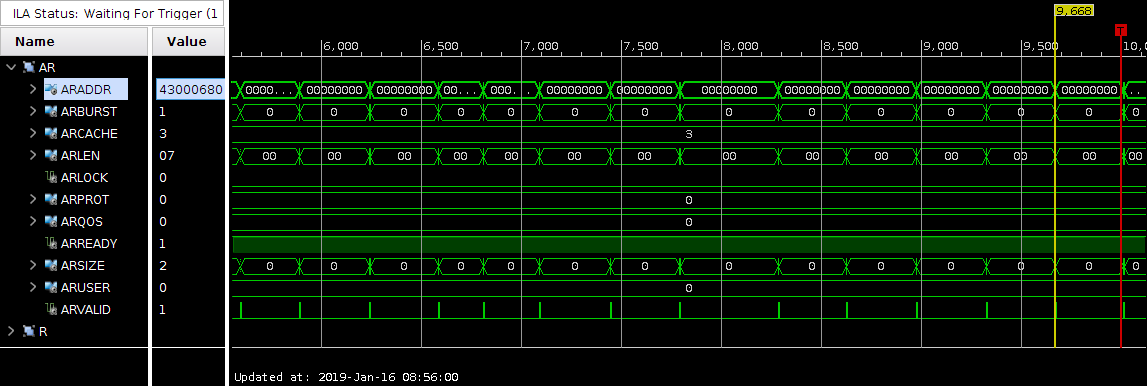 ILA Status: Waiting For Trigger (1
Name Value
9,668
6,000 6,500 7,000 7,500 8,000 8,500 9,000 9,500 10,0
AR
ARADDR 43000680 0000... 00000000 00000000 00... 000... 00000000 00000000 00000000 00000000 00000000 00000000 00000000 00000000 ..
ARBURST 1 0 0 0 0 0 0 0 0 0 0 0 0 0 0
ARCACHE 3 3
ARLEN 07 00 00 00 00 00 00 00 00 00 00 00 00 00 00
ARLOCK 0
ARPROT 0 0
ARQOS 0 0
ARREADY 1
ARSIZE 2 0 0 0 0 0 0 0 0 0 0 0 0 0 0
ARUSER 0 0
ARVALID 1
R
Updated at: 2019-Jan-16 08:56:00